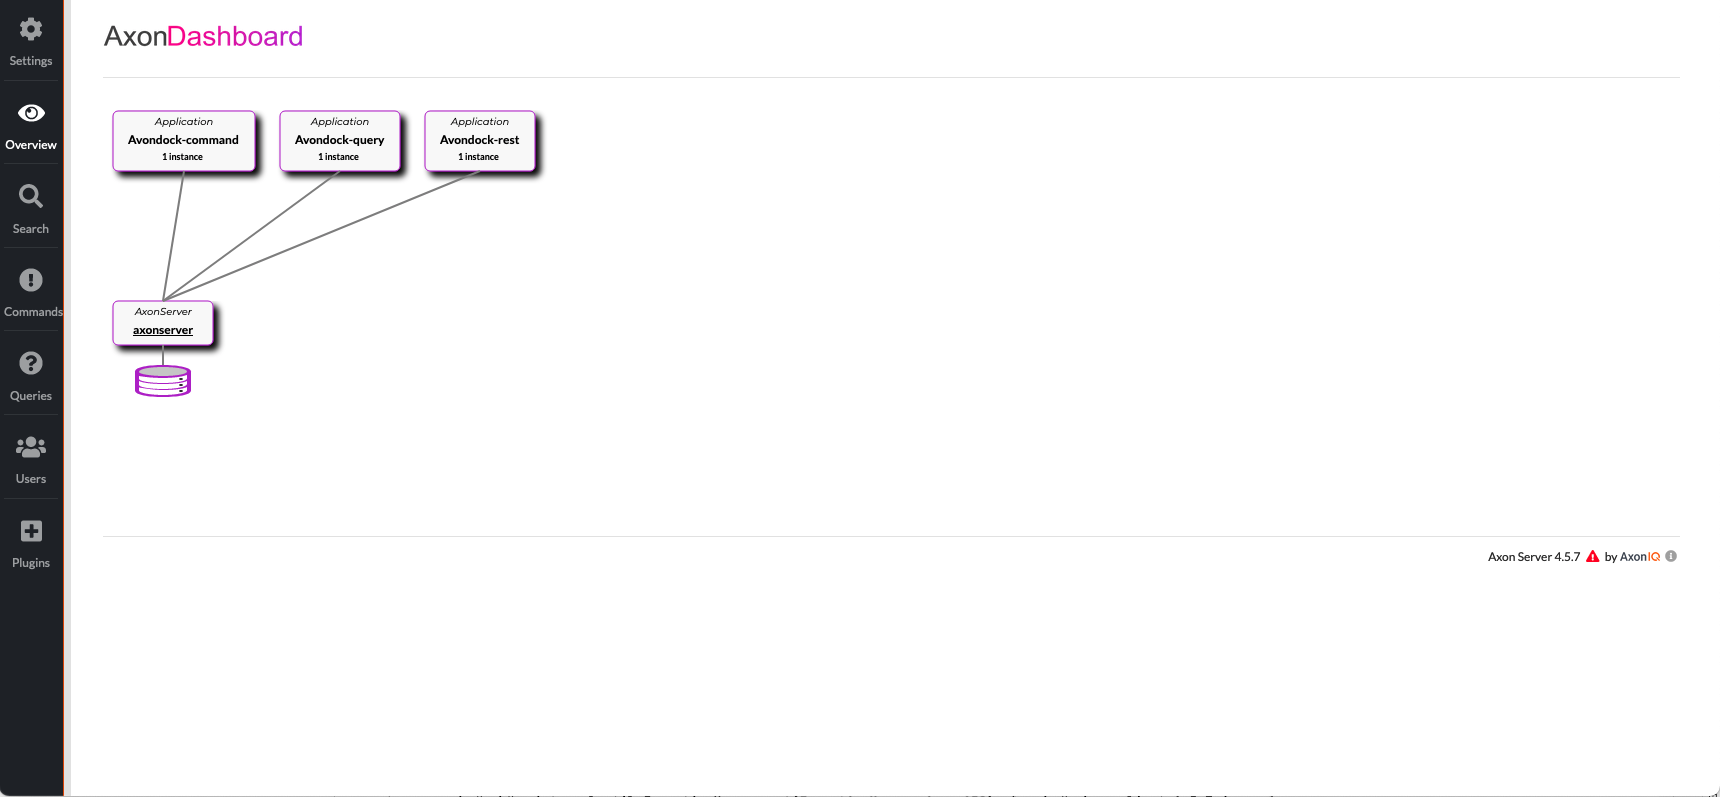 AxonDashboard
Settings
Overview
Search
Commands
Queries
Users
Plugins
Application
Avondock-command
1 instance
Application
Avondock-query
1 instance
Application
Avondock-rest
1 instance
AxonServer
axonserver
Axon Server 4.5.7 by AxonIQ